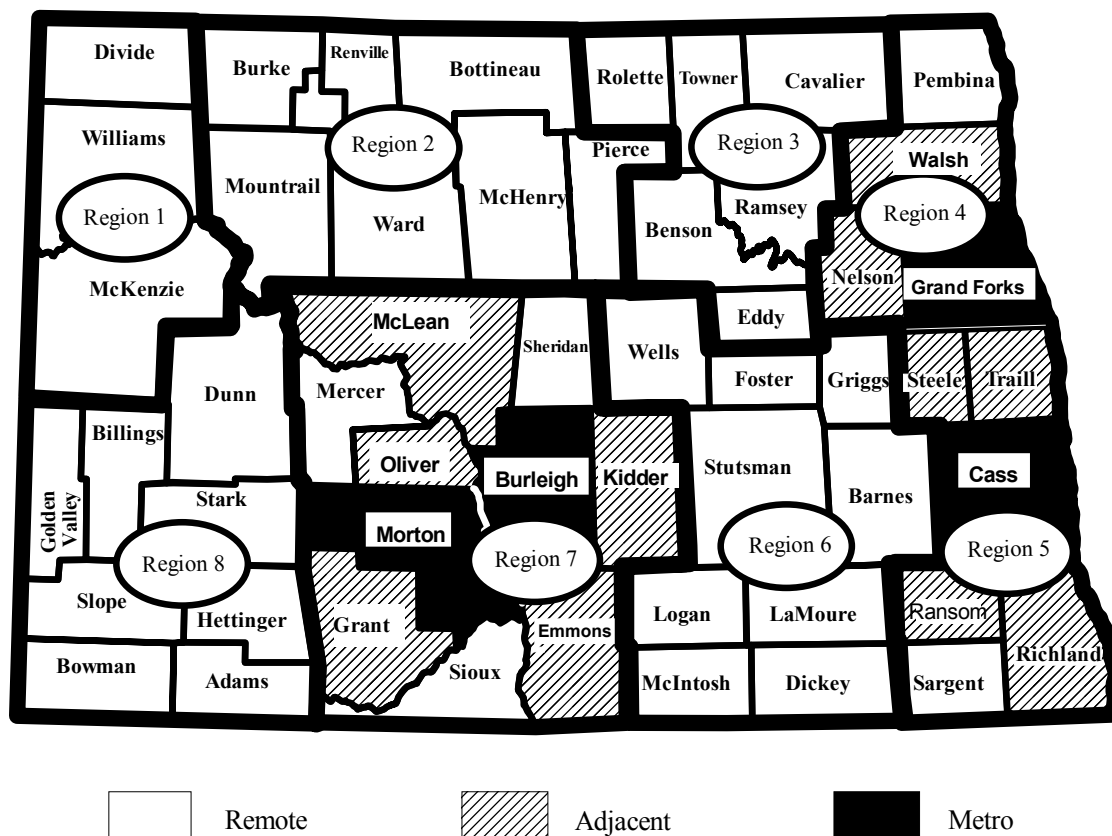 Divide
Burke
Renville
Bottineau
Rolette
Towner
Cavalier
Pembina
Williams
Region 2
Region 3
Pierce
Walsh
Mountrail
McHenry
Region 1
Ward
Benson
Ramsey
Region 4
McKenzie
Nelson
Grand Forks
McLean
Eddy
Sheridan
Wells
Dunn
Mercer
Foster
Griggs
Steele
Traill
Billings
Oliver
Burleigh
Kidder
Stutsman
Cass
Stark
Barnes
Golden
Valley
Morton
Region 8
Region 7
Region 6
Region 5
Slope
Hettinger
Grant
Emmons
Logan
LaMoure
Ransom
Bowman
Adams
Sioux
McIntosh
Dickey
Sargent
Richland
Remote
Adjacent
Metro